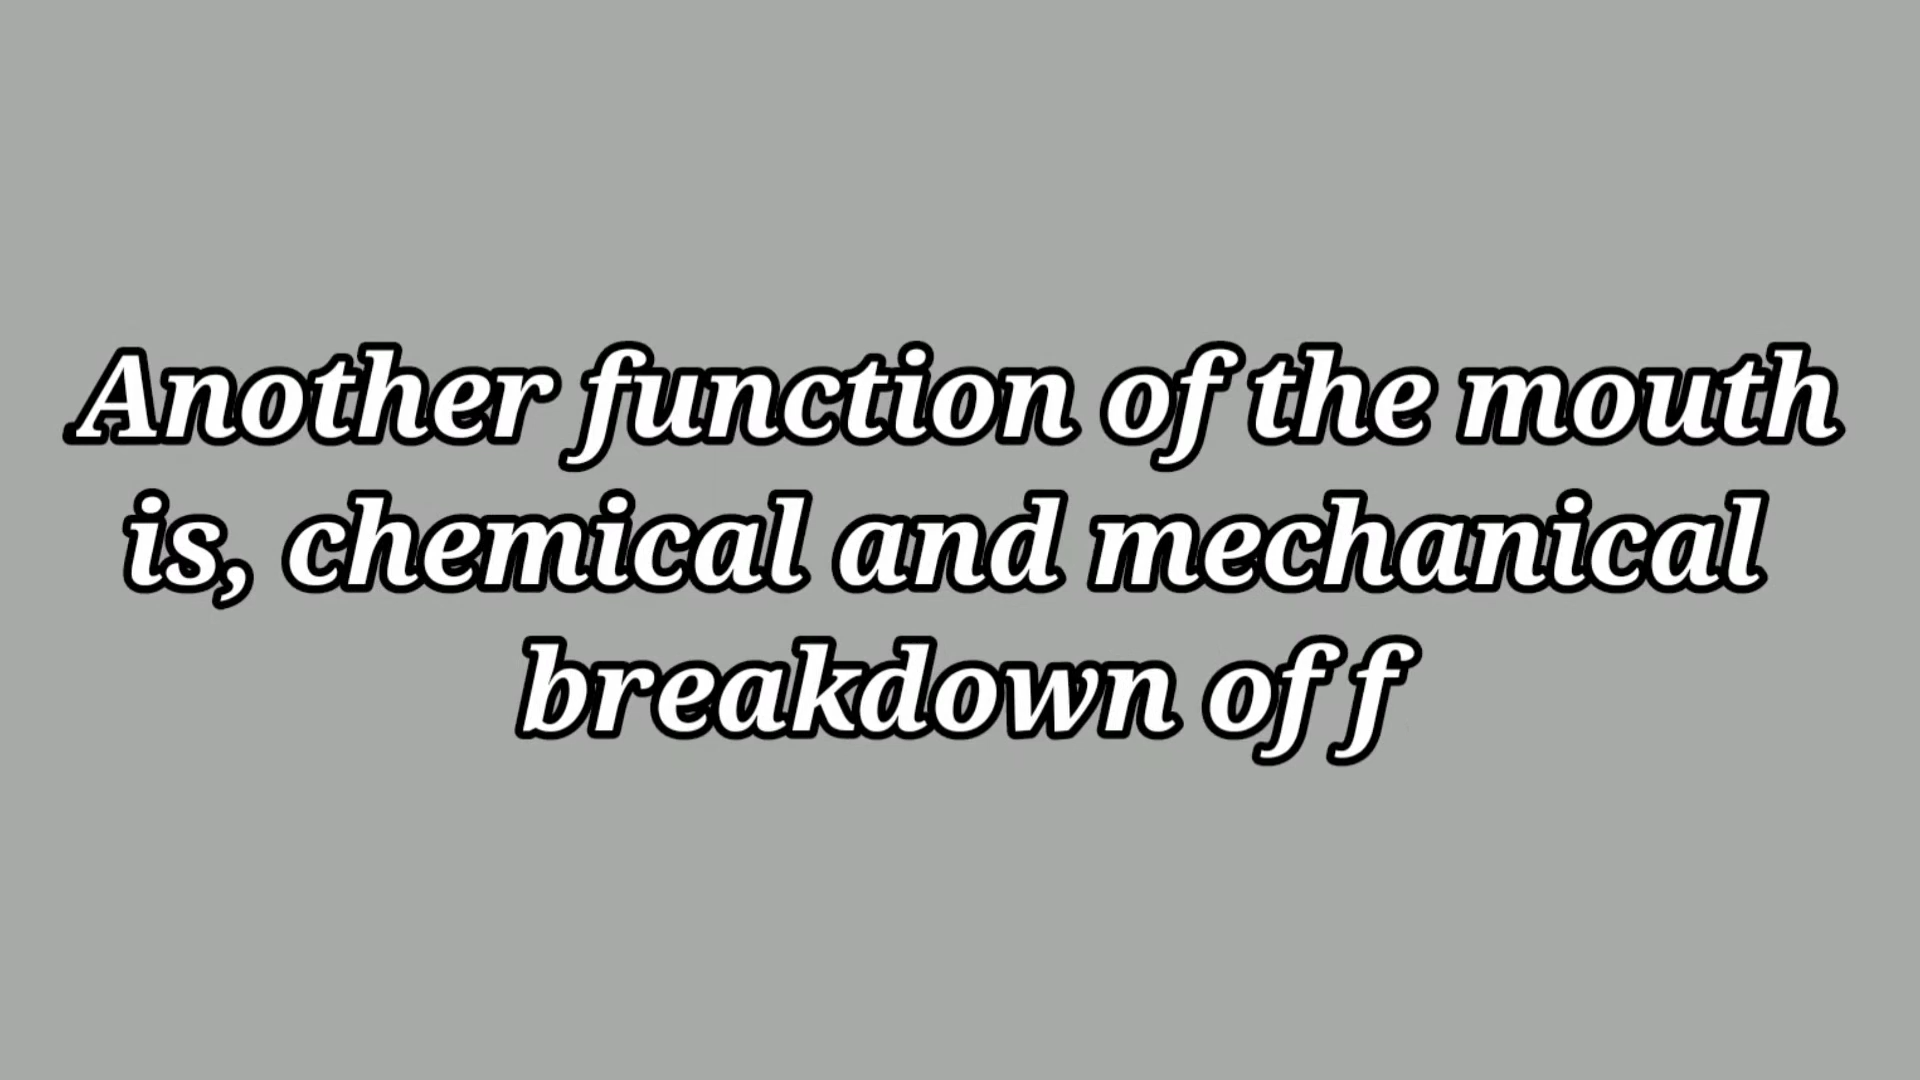 Another function of the mouth
is, chemical and mechanical
breakdown of f